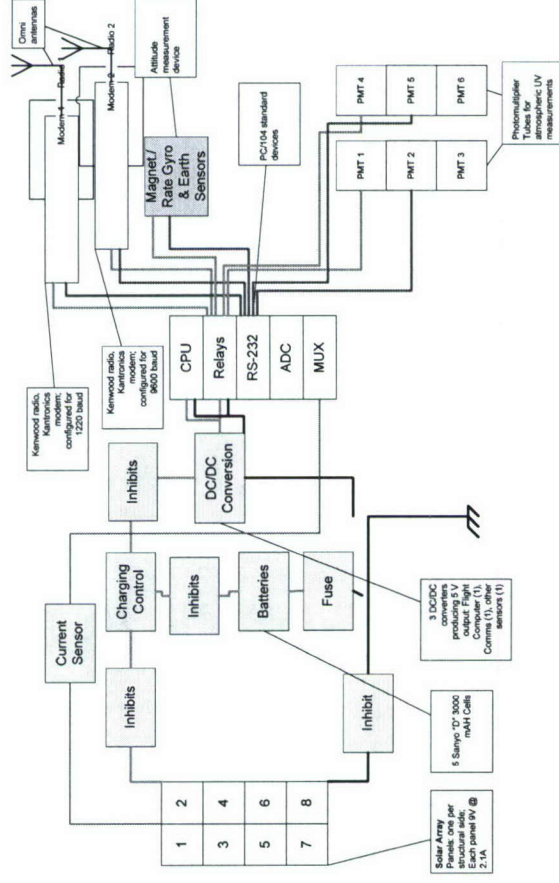 Omni
antennas
Radio 1
Radio 2
Modem 1
Modem 2
Attitude
measurement
device
Magnet./
Rate Gyro
& Earth
Sensors
PC/104 standard
devices
PMT 4
PMT 5
PMT 6
PMT 1
PMT 2
PMT 3
Photomultiplier
Tubes for
atmospheric UV
measurements
Kenwood radio,
Kantronics
modem;
configured for
1220 baud
Kenwood radio,
Kantronics
modem;
configured for
9600 baud
CPU
Relays
RS-232
ADC
MUX
Inhibits
DC/DC
Conversion
Current
Sensor
Charging
Control
Inhibits
Batteries
Fuse
Inhibits
Inhibit
3 DC/DC
converters
producing 5 V
output: Flight
Computer (1),
Comms (1), other
sensors (1)
5 Sanyo "D" 3000
mAH Cells
1 2
3 4
5 6
7 8
Solar Array
Panels: one per
structural side;
Each panel 9V @
2.1A